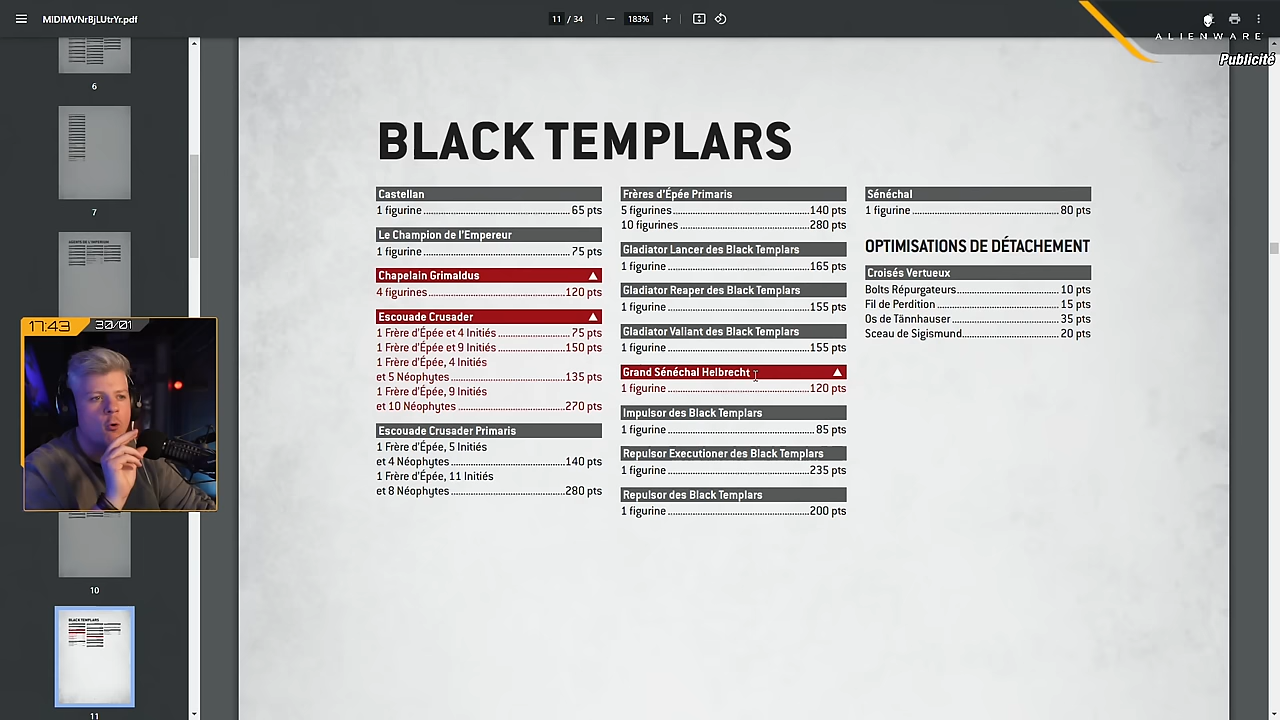 MIDlMVNrBjLUtrYr.pdf
11 / 34
183%
ALIENWARE
Publicité
6
7
10
11
17:43
30/01
BLACK TEMPLARS
Castellan
1 figurine 65 pts
Le Champion de l'Empereur
1 figurine 75 pts
Chapelain Grimaldus
4 figurines 120 pts
Escouade Crusader
1 Frère d'Épée et 4 Initiés 75 pts
1 Frère d'Épée et 9 Initiés 150 pts
1 Frère d'Épée, 4 Initiés
et 5 Néophytes 135 pts
1 Frère d'Épée, 9 Initiés
et 10 Néophytes 270 pts
Escouade Crusader Primaris
1 Frère d'Épée, 5 Initiés
et 4 Néophytes 140 pts
1 Frère d'Épée, 11 Initiés
et 8 Néophytes 280 pts
Frères d'Épée Primaris
5 figurines 140 pts
10 figurines 280 pts
Gladiator Lancer des Black Templars
1 figurine 165 pts
Gladiator Reaper des Black Templars
1 figurine 155 pts
Gladiator Valiant des Black Templars
1 figurine 155 pts
Grand Sénéchal Helbrecht
1 figurine 120 pts
Impulsor des Black Templars
1 figurine 85 pts
Repulsor Executioner des Black Templars
1 figurine 235 pts
Repulsor des Black Templars
1 figurine 200 pts
Sénéchal
1 figurine 80 pts
OPTIMISATIONS DE DÉTACHEMENT
Croisés Vertueux
Bolts Répurgateurs 10 pts
Fil de Perdition 15 pts
Os de Tännhauser 35 pts
Sceau de Sigismund 20 pts